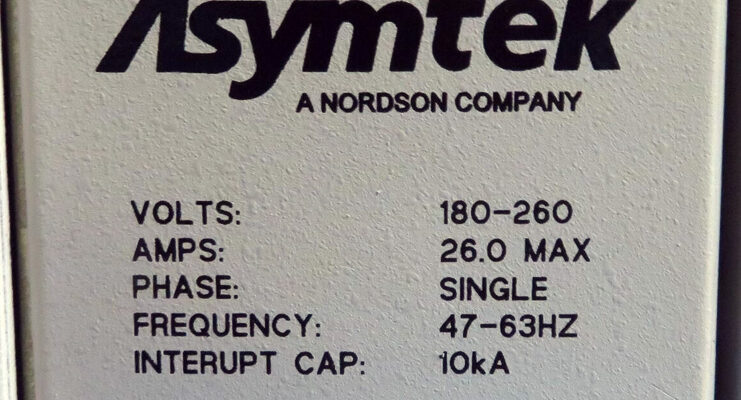 Asymtek
A NORDSON COMPANY
VOLTS: 180-260
AMPS: 26.0 MAX
PHASE: SINGLE
FREQUENCY: 47-63HZ
INTERUPT CAP: 10kA